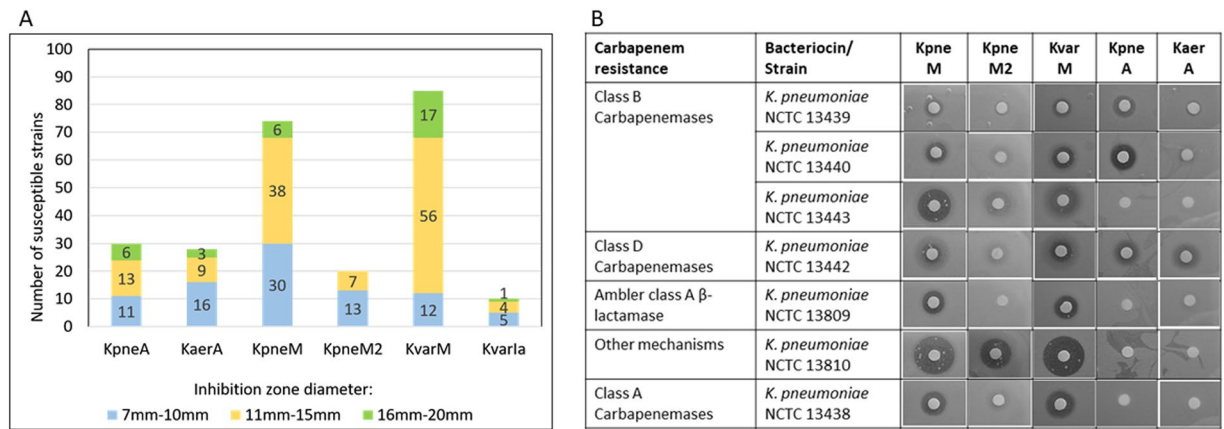 A
Number of susceptible strains
100
90
80
70
60
50
40
30
20
10
0
6
13
11
3
9
16
6
38
30
7
13
17
56
12
1
4
5
KpneA KaerA KpneM KpneM2 KvarM KvarIa
Inhibition zone diameter:
7mm-10mm 11mm-15mm 16mm-20mm
B
Carbapenem Bacteriocin/ Kpne Kpne Kvar Kpne Kaer
resistance Strain M M2 M A A
Class B K. pneumoniae
Carbapenemases NCTC 13439
K. pneumoniae
NCTC 13440
K. pneumoniae
NCTC 13443
Class D K. pneumoniae
Carbapenemases NCTC 13442
Ambler class A β- K. pneumoniae
lactamase NCTC 13809
Other mechanisms K. pneumoniae
NCTC 13810
Class A K. pneumoniae
Carbapenemases NCTC 13438